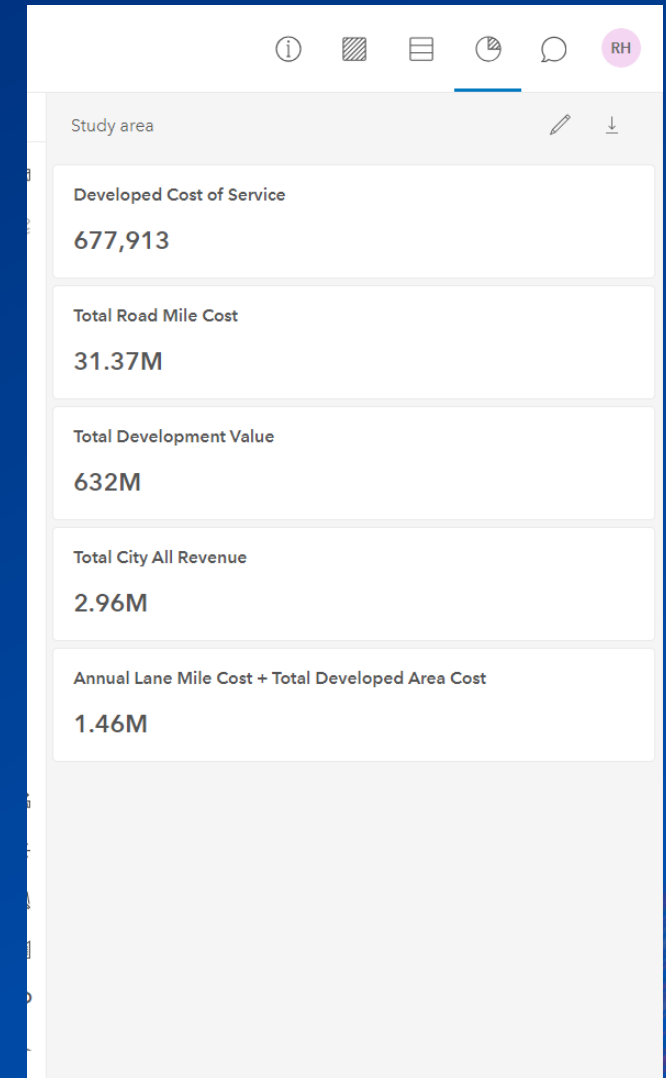 RH
Study area
Developed Cost of Service
677,913
Total Road Mile Cost
31.37M
Total Development Value
632M
Total City All Revenue
2.96M
Annual Lane Mile Cost + Total Developed Area Cost
1.46M